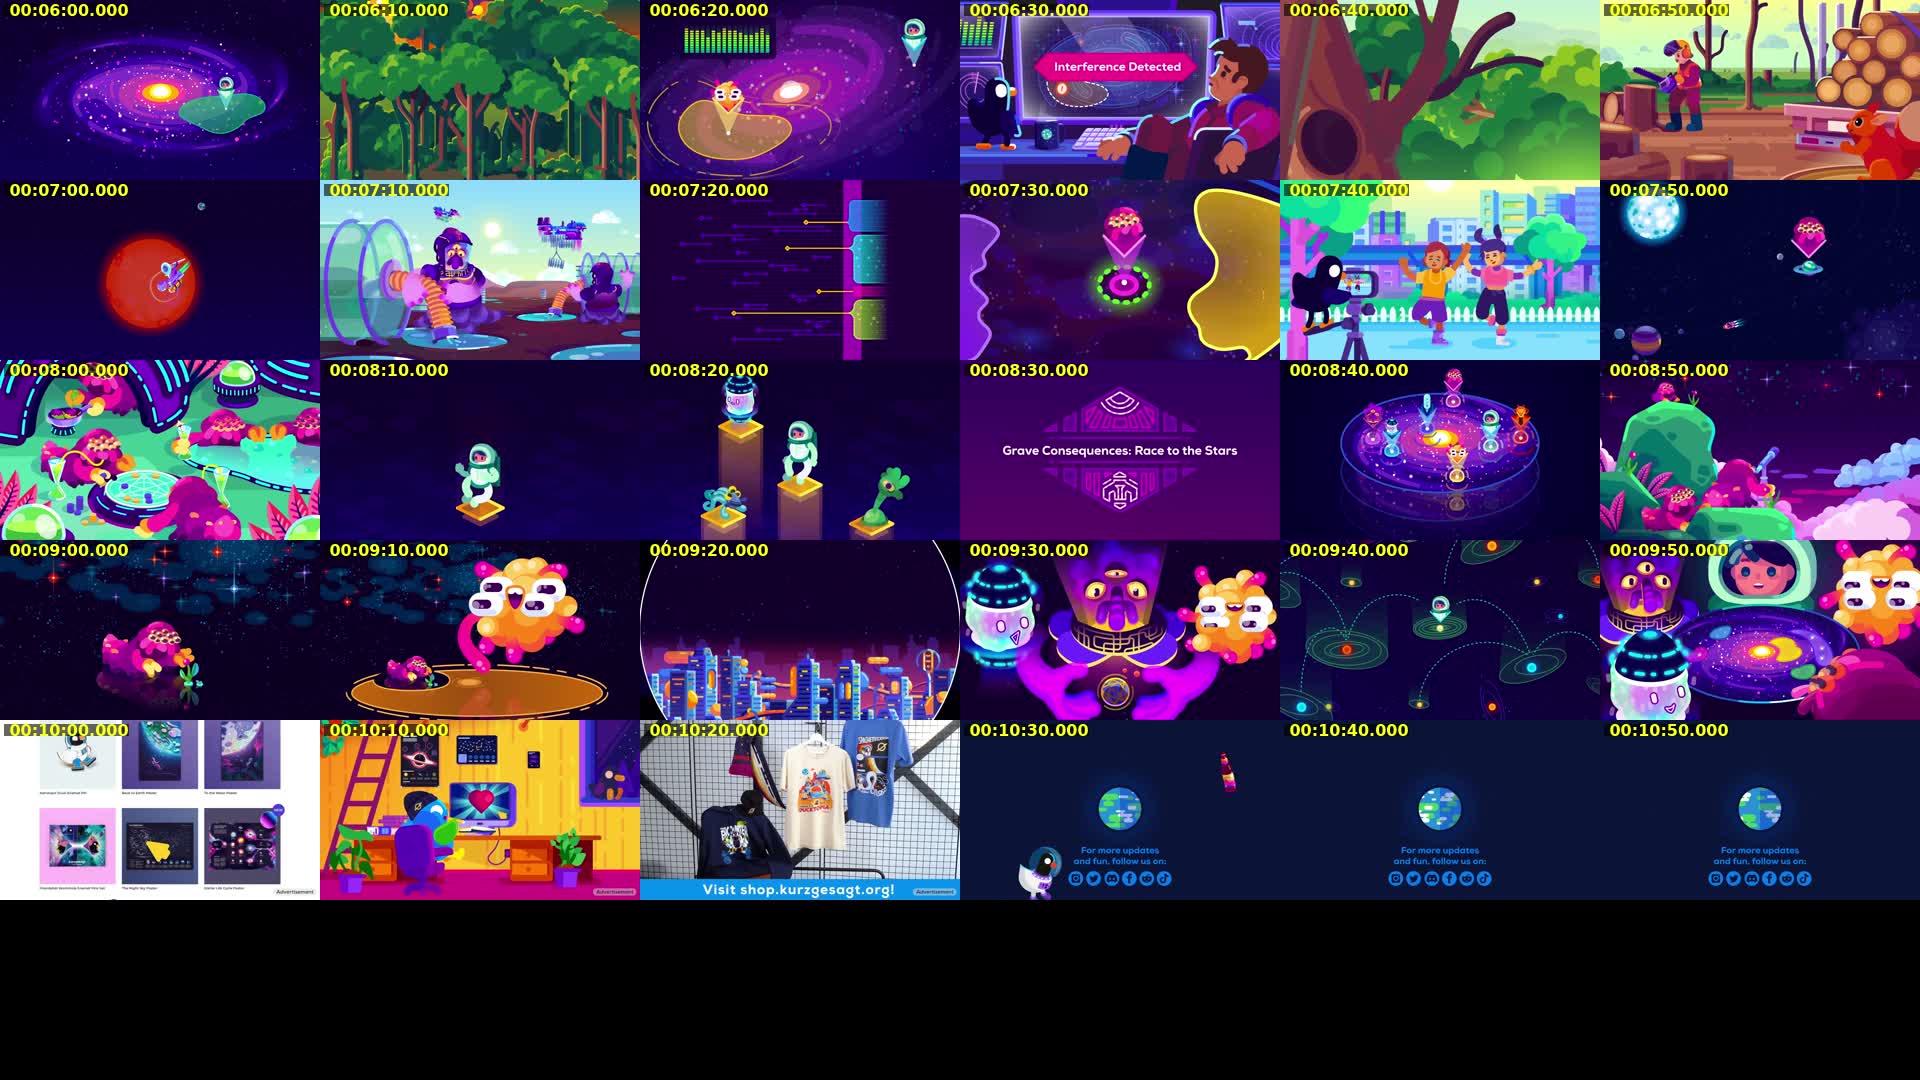 00:06:00.000
00:06:10.000
00:06:20.000
00:06:30.000
00:06:40.000
00:06:50.000
Interference Detected
00:07:00.000
00:07:10.000
00:07:20.000
00:07:30.000
00:07:40.000
00:07:50.000
00:08:00.000
00:08:10.000
00:08:20.000
00:08:30.000
00:08:40.000
00:08:50.000
Grave Consequences: Race to the Stars
00:09:00.000
00:09:10.000
00:09:20.000
00:09:30.000
00:09:40.000
00:09:50.000
00:10:00.000
00:10:10.000
00:10:20.000
00:10:30.000
00:10:40.000
00:10:50.000
Advertisement
Advertisement
Visit shop.kurzgesagt.org!
Advertisement
For more updates
and fun, follow us on:
For more updates
and fun, follow us on:
For more updates
and fun, follow us on: